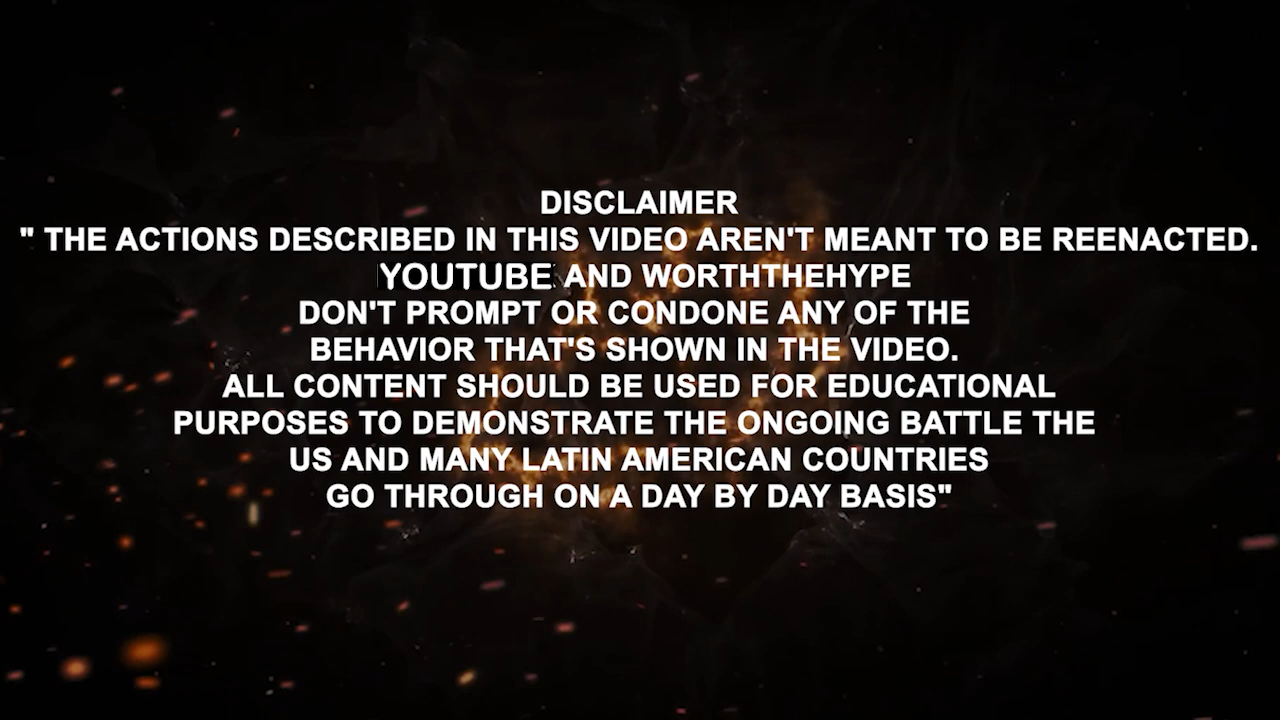 DISCLAIMER
" THE ACTIONS DESCRIBED IN THIS VIDEO AREN'T MEANT TO BE REENACTED.
YOUTUBE AND WORTHTHEHYPE
DON'T PROMPT OR CONDONE ANY OF THE
BEHAVIOR THAT'S SHOWN IN THE VIDEO.
ALL CONTENT SHOULD BE USED FOR EDUCATIONAL
PURPOSES TO DEMONSTRATE THE ONGOING BATTLE THE
US AND MANY LATIN AMERICAN COUNTRIES
GO THROUGH ON A DAY BY DAY BASIS"